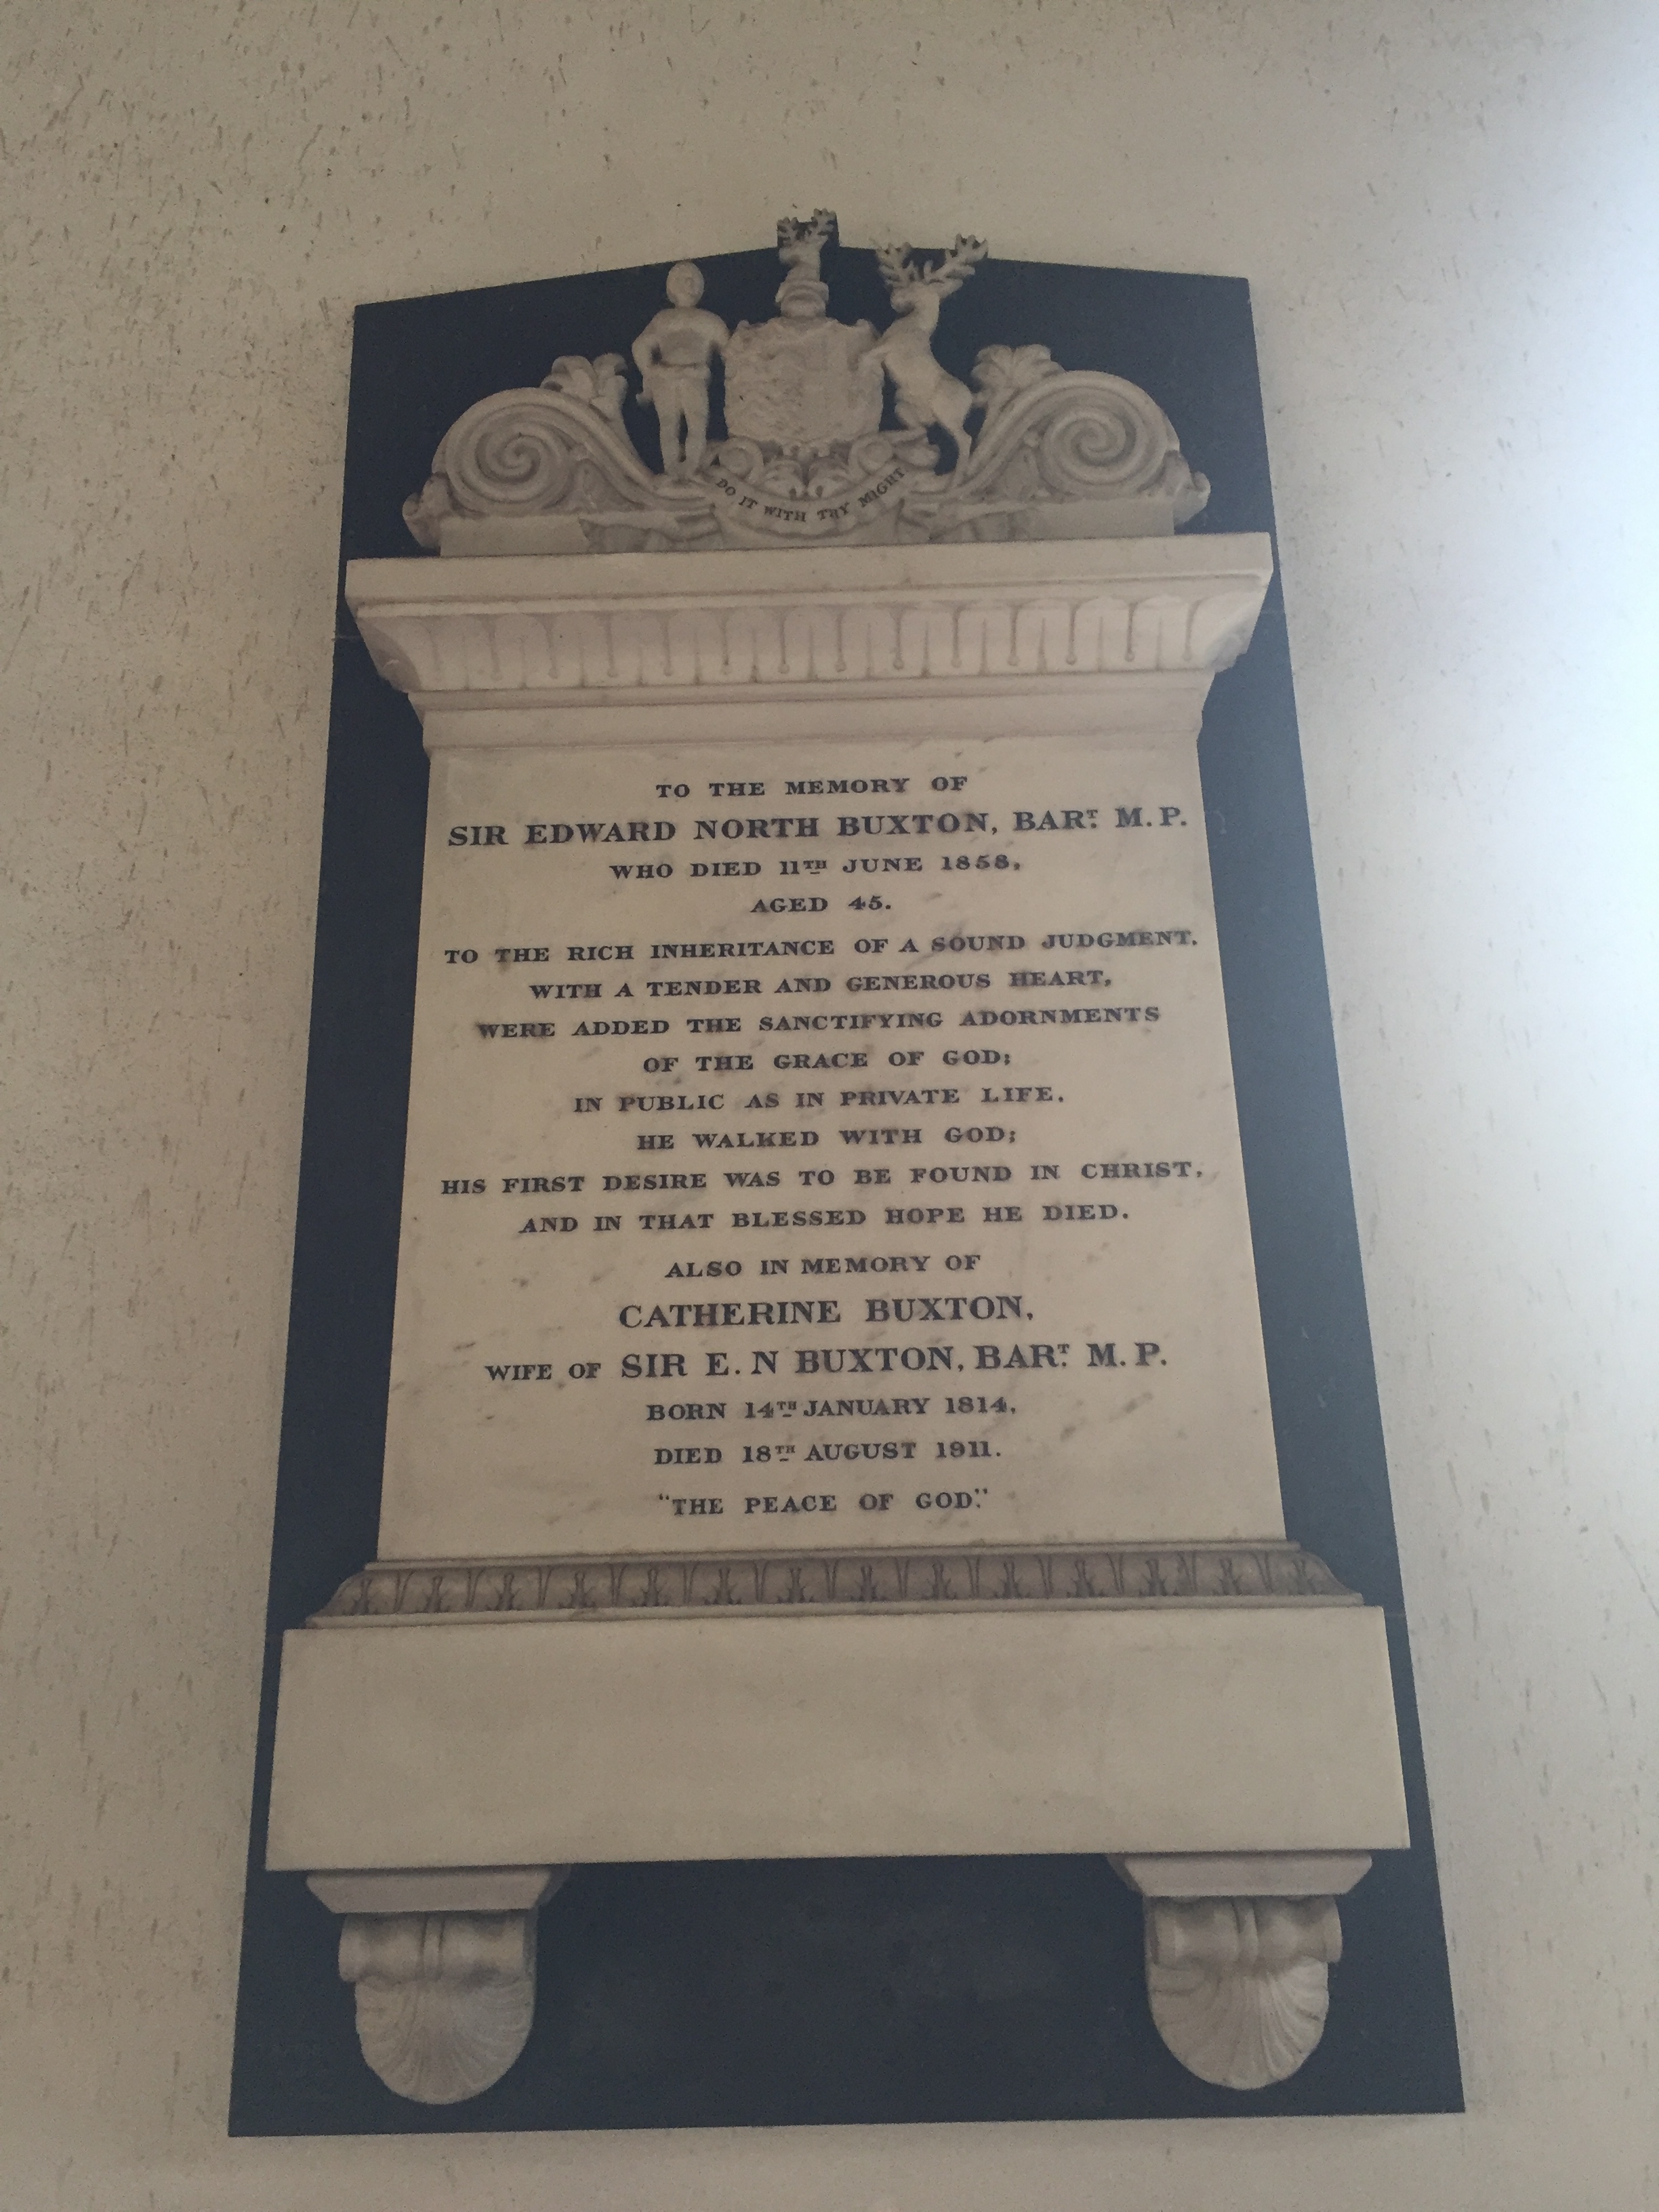 DO IT WITH THY MIGHT
TO THE MEMORY OF
SIR EDWARD NORTH BUXTON, BART. M.P.
WHO DIED 11TH JUNE 1858,
AGED 45.
TO THE RICH INHERITANCE OF A SOUND JUDGMENT,
WITH A TENDER AND GENEROUS HEART,
WERE ADDED THE SANCTIFYING ADORNMENTS
OF THE GRACE OF GOD;
IN PUBLIC AS IN PRIVATE LIFE,
HE WALKED WITH GOD;
HIS FIRST DESIRE WAS TO BE FOUND IN CHRIST,
AND IN THAT BLESSED HOPE HE DIED.
ALSO IN MEMORY OF
CATHERINE BUXTON,
WIFE OF SIR E. N BUXTON, BART. M.P.
BORN 14TH JANUARY 1814,
DIED 18TH AUGUST 1911.
"THE PEACE OF GOD."